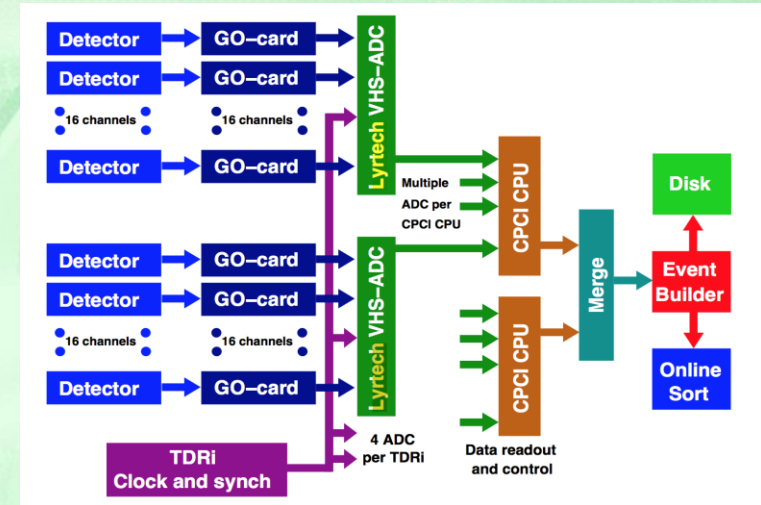 Detector
GO–card
Detector
GO–card
16 channels
16 channels
Detector
GO–card
Lyrtech VHS–ADC
Multiple
ADC per
CPCI CPU
CPCI CPU
Detector
GO–card
Detector
GO–card
16 channels
16 channels
Detector
GO–card
Lyrtech VHS–ADC
CPCI CPU
Merge
Disk
Event
Builder
Online
Sort
TDRi
Clock and synch
4 ADC
per TDRi
Data readout
and control